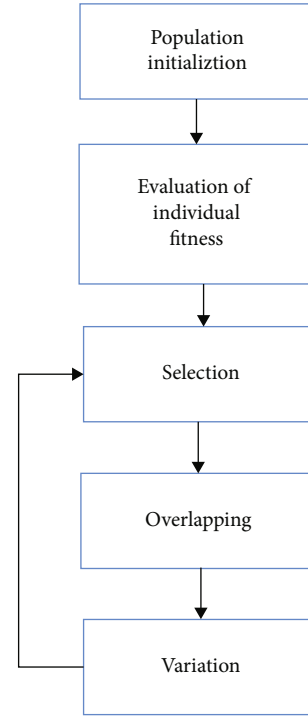 Population
initializtion
Evaluation of
individual
fitness
Selection
Overlapping
Variation